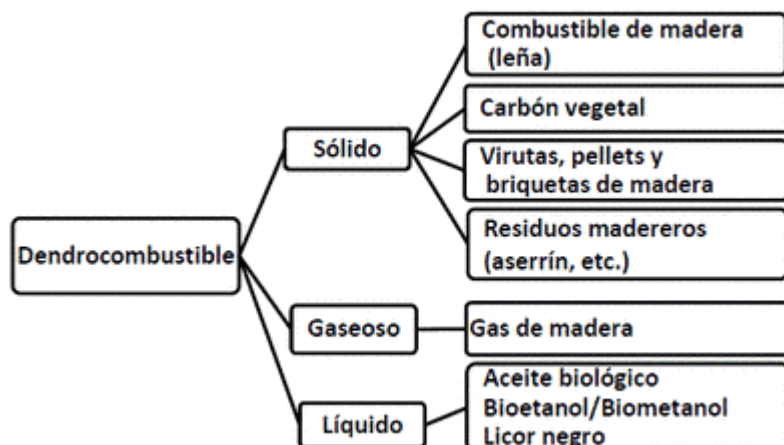 Dendrocombustible
Sólido
Combustible de madera
(leña)
Carbón vegetal
Virutas, pellets y
briquetas de madera
Residuos madereros
(aserrín, etc.)
Gaseoso
Gas de madera
Líquido
Aceite biológico
Bioetanol/Biometanol
Licor negro